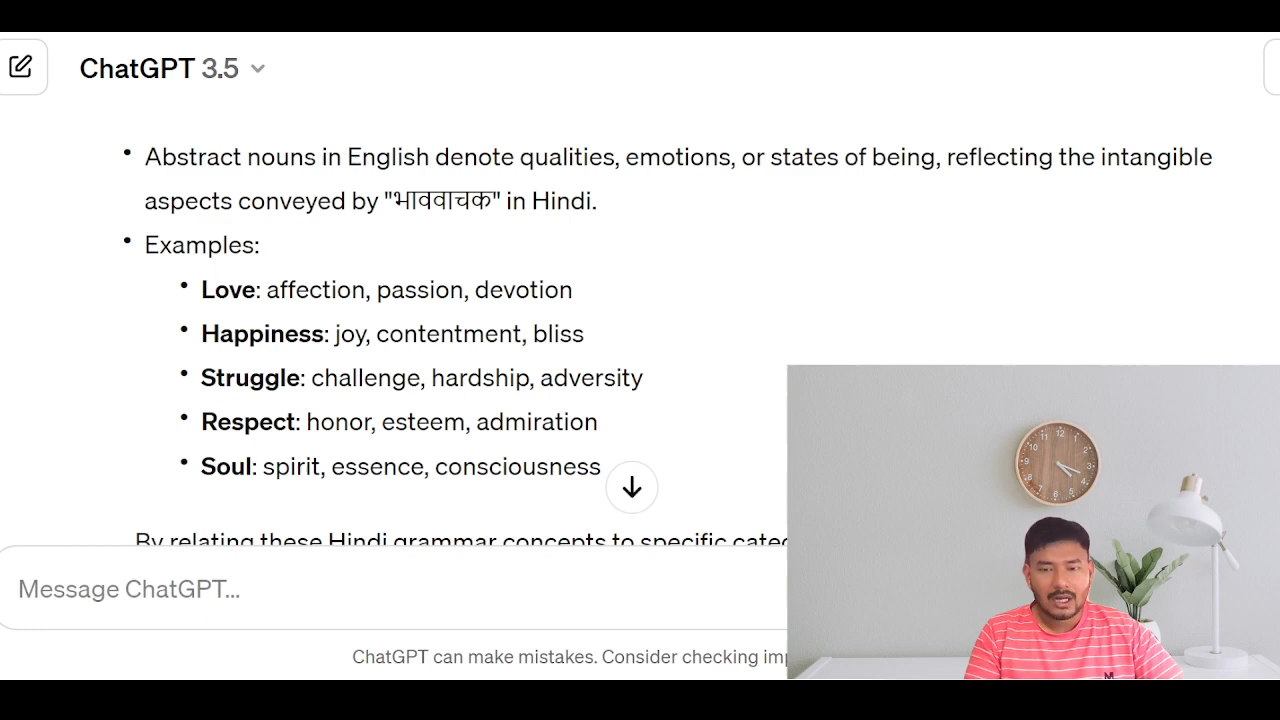 ChatGPT 3.5
• Abstract nouns in English denote qualities, emotions, or states of being, reflecting the intangible
aspects conveyed by "भाववाचक" in Hindi.
• Examples:
• Love: affection, passion, devotion
• Happiness: joy, contentment, bliss
• Struggle: challenge, hardship, adversity
• Respect: honor, esteem, admiration
• Soul: spirit, essence, consciousness
By relating these Hindi grammar concepts to specific
Message ChatGPT...
ChatGPT can make mistakes. Consider checking